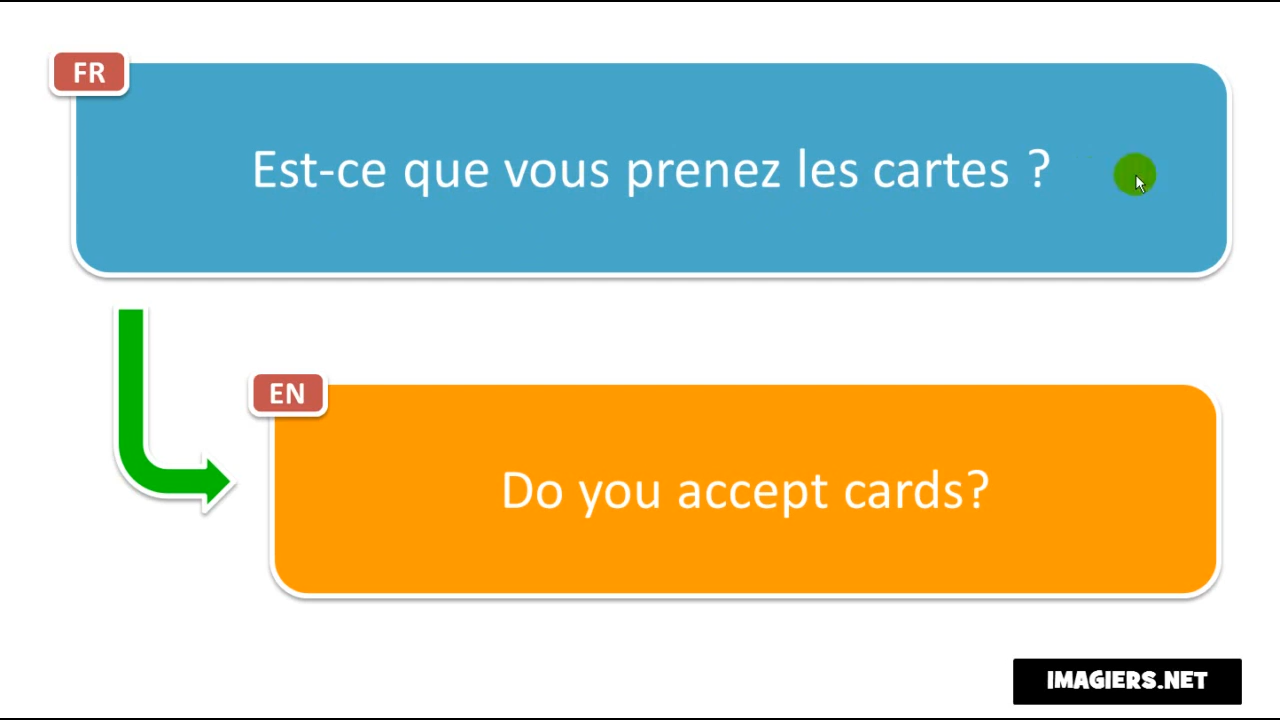 FR
Est-ce que vous prenez les cartes ?
EN
Do you accept cards?
IMAGIERS.NET